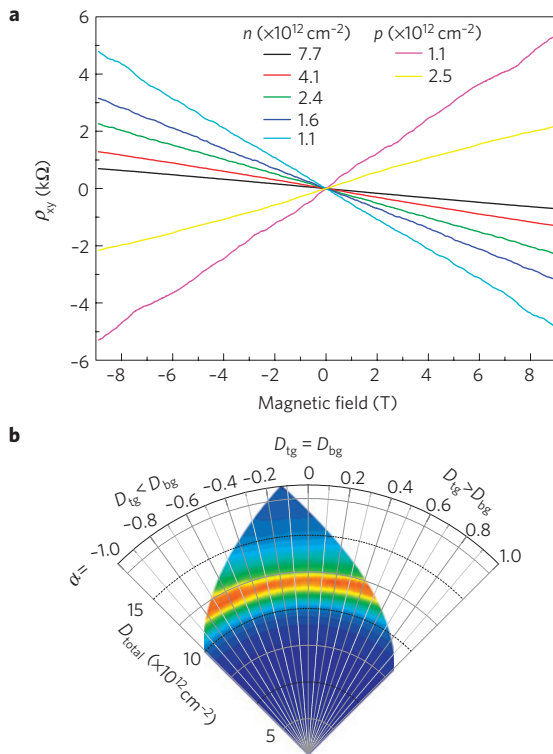 a
n (×10¹² cm⁻²) p (×10¹² cm⁻²)
7.7 1.1
4.1 2.5
2.4
1.6
1.1
6
4
2
0
-2
-4
-6
ρxy (kΩ)
-8 -6 -4 -2 0 2 4 6 8
Magnetic field (T)
b
Dtg = Dbg
Dtg < Dbg
Dtg > Dbg
α =
-1.0 -0.8 -0.6 -0.4 -0.2 0 0.2 0.4 0.6 0.8 1.0
15
10
5
Dtotal (×10¹² cm⁻²)